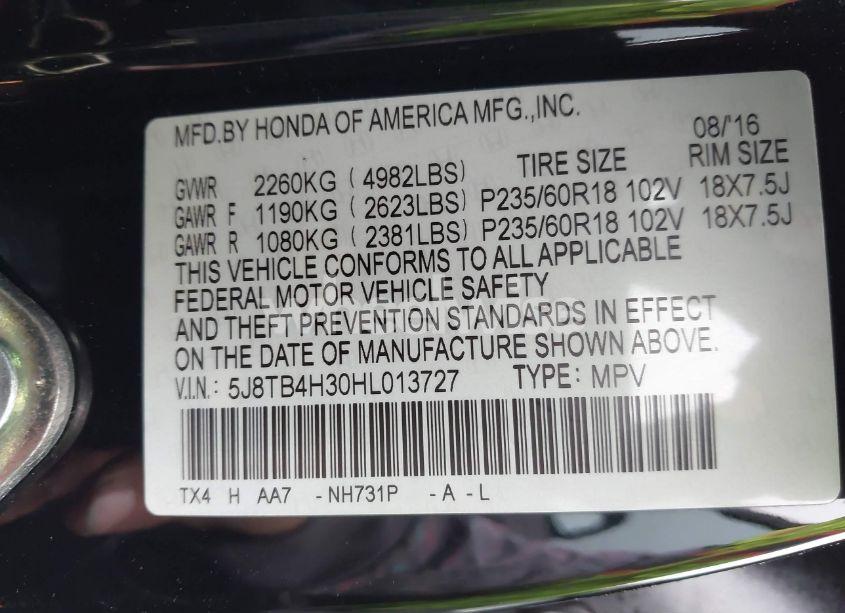 MFD.BY HONDA OF AMERICA MFG.,INC. 08/'16
TIRE SIZE RIM SIZE
GVWR 2260KG ( 4982LBS)
GAWR F 1190KG ( 2623LBS) P235/60R18 102V 18X7.5J
GAWR R 1080KG ( 2381LBS) P235/60R18 102V 18X7.5J
THIS VEHICLE CONFORMS TO ALL APPLICABLE
FEDERAL MOTOR VEHICLE SAFETY
AND THEFT PREVENTION STANDARDS IN EFFECT
ON THE DATE OF MANUFACTURE SHOWN ABOVE.
V.I.N.: 5J8TB4H30HL013727 TYPE: MPV
TX4 H AA7 -NH731P -A -L